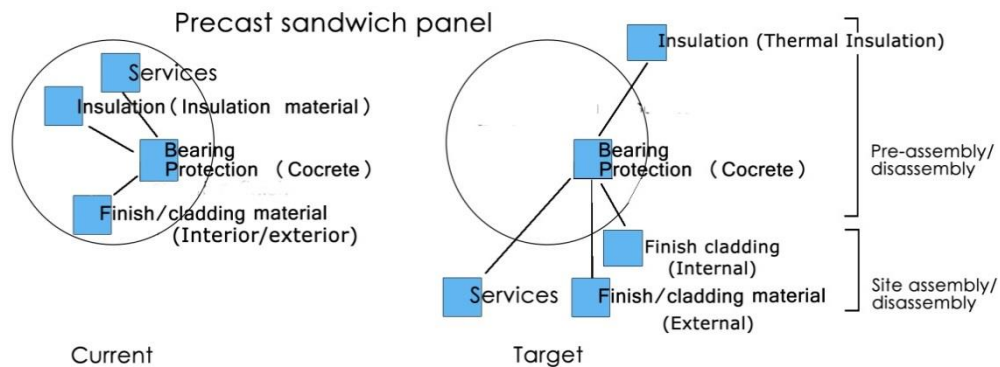 Precast sandwich panel
Services
Insulation (Insulation material)
Bearing
Protection (Cocrete)
Finish/cladding material
(Interior/exterior)
Current
Insulation (Thermal Insulation)
Bearing
Protection (Cocrete)
Finish cladding
(Internal)
Services
Finish/cladding material
(External)
Target
Pre-assembly/
disassembly
Site assembly/
disassembly